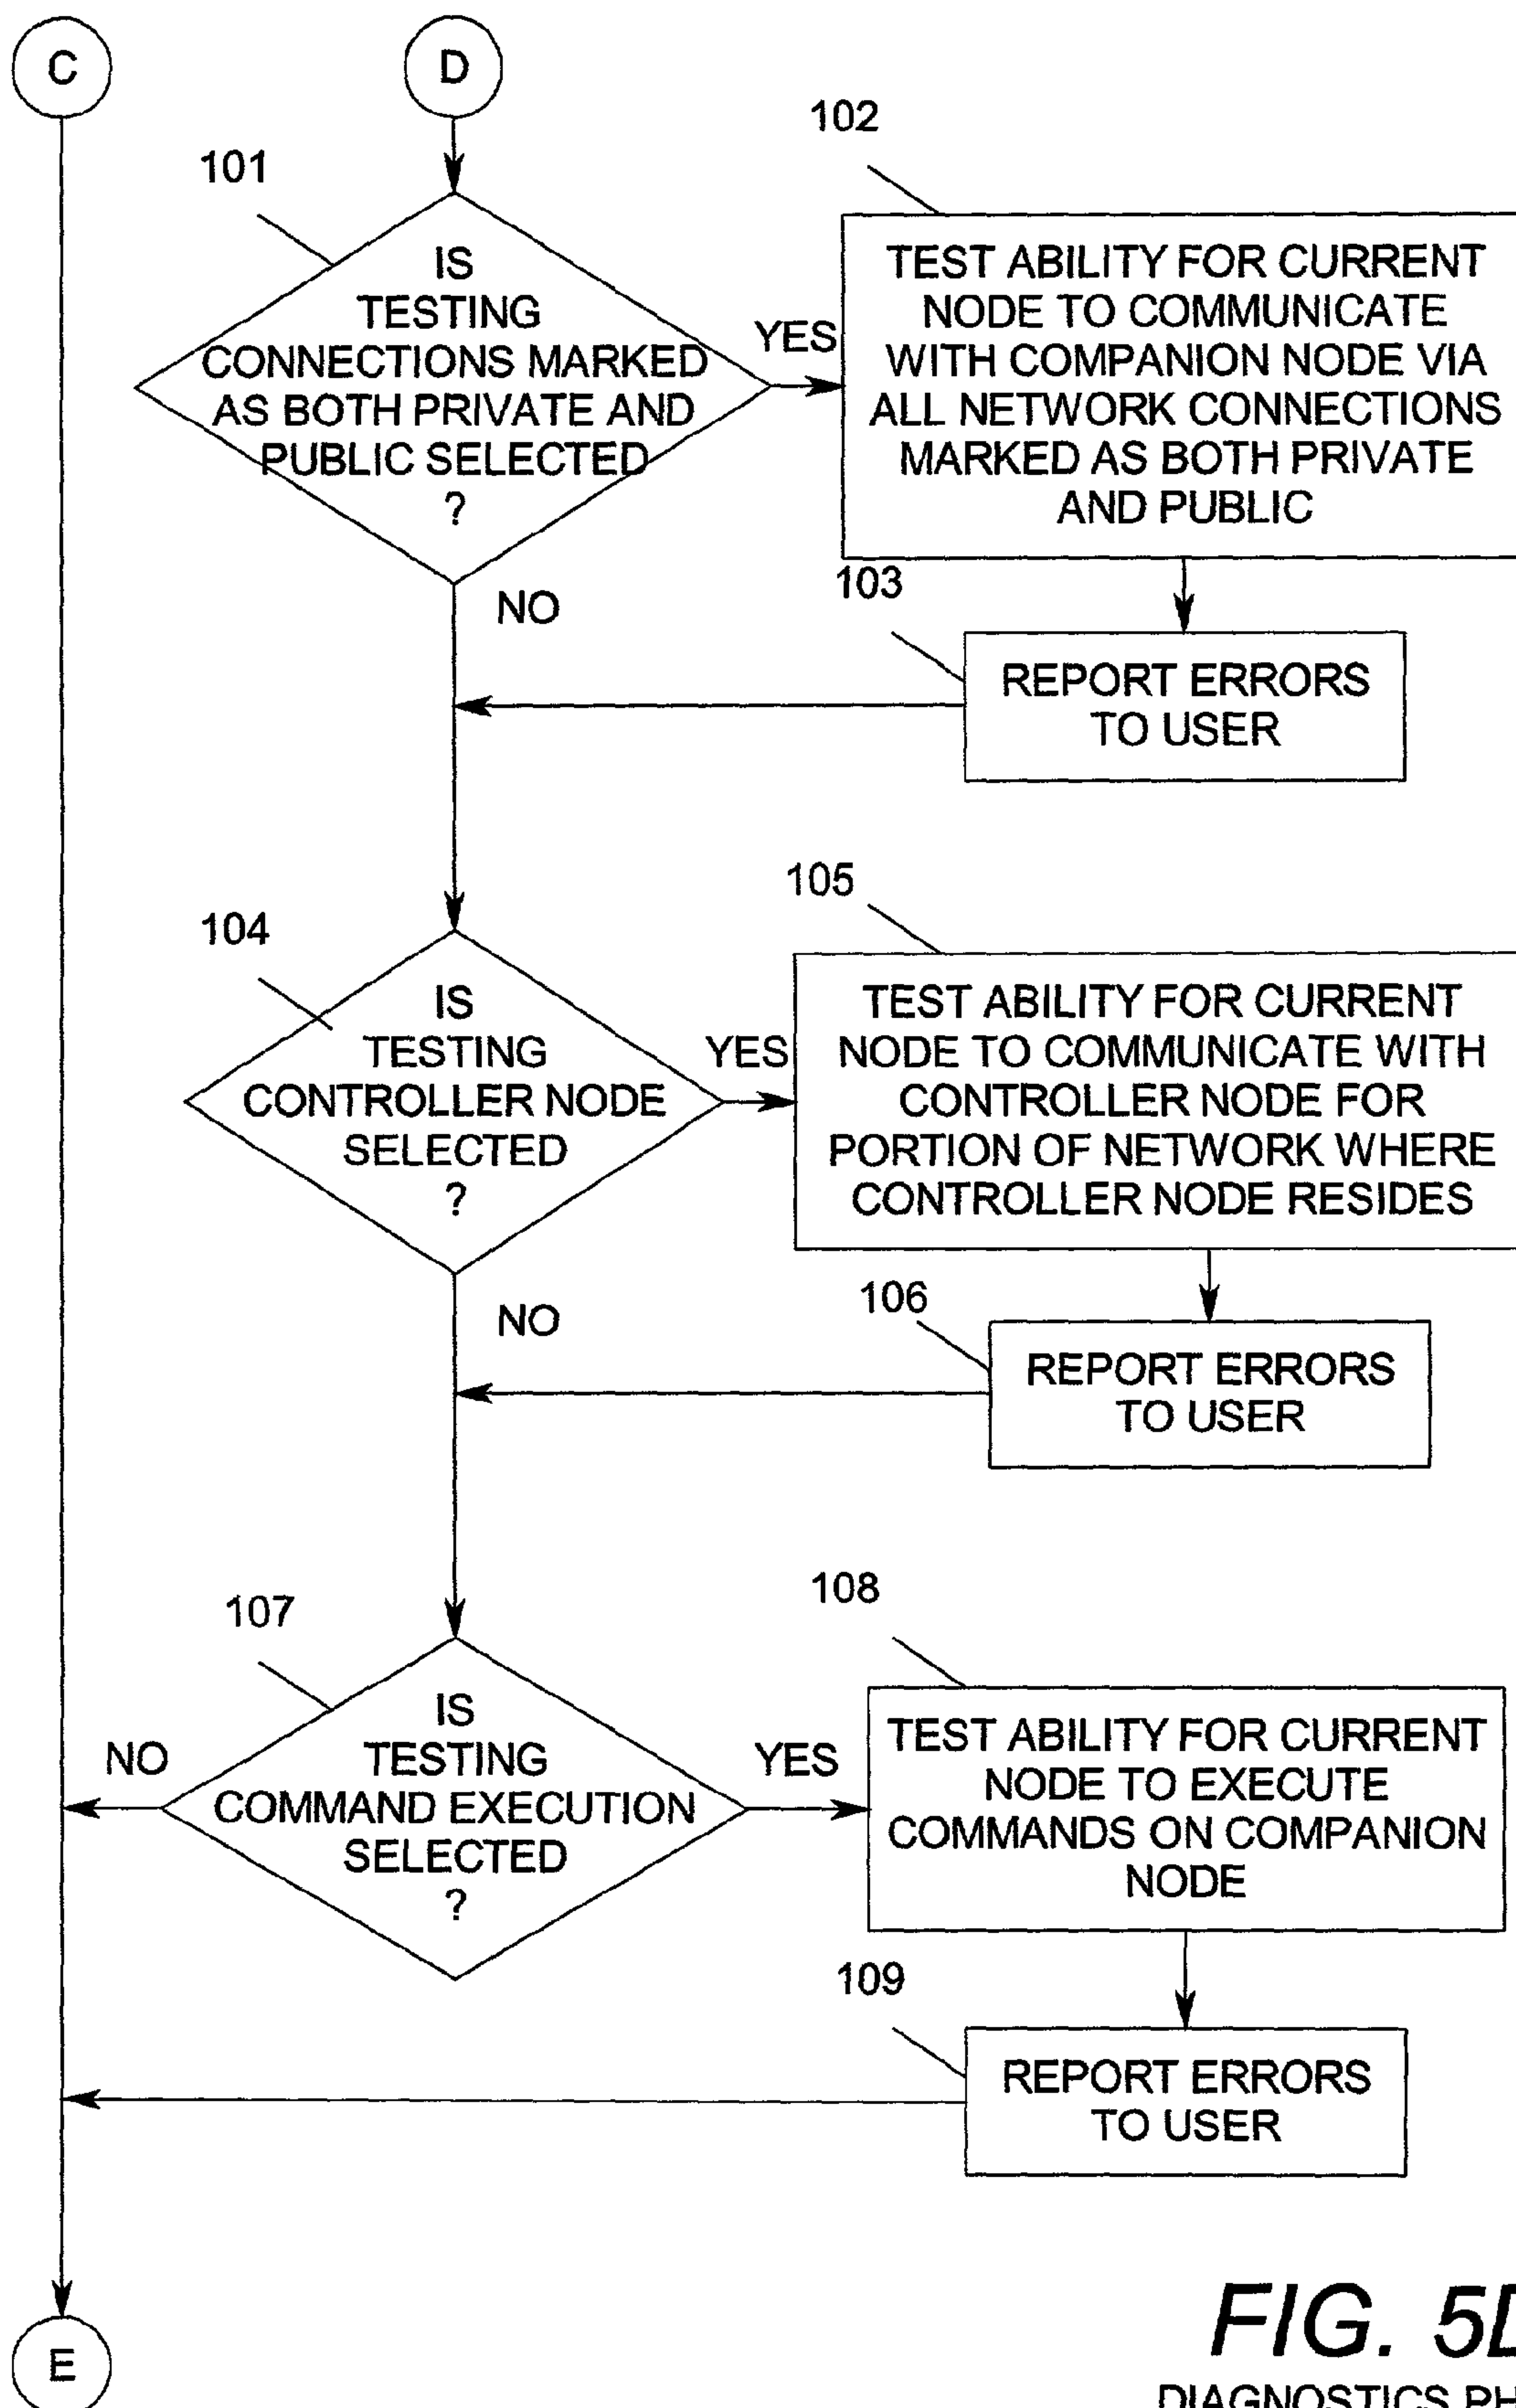 C
D
101
IS
TESTING
CONNECTIONS MARKED
AS BOTH PRIVATE AND
PUBLIC SELECTED
?
YES
NO
102
TEST ABILITY FOR CURRENT
NODE TO COMMUNICATE
WITH COMPANION NODE VIA
ALL NETWORK CONNECTIONS
MARKED AS BOTH PRIVATE
AND PUBLIC
103
REPORT ERRORS
TO USER
104
IS
TESTING
CONTROLLER NODE
SELECTED
?
YES
NO
105
TEST ABILITY FOR CURRENT
NODE TO COMMUNICATE WITH
CONTROLLER NODE FOR
PORTION OF NETWORK WHERE
CONTROLLER NODE RESIDES
106
REPORT ERRORS
TO USER
107
IS
TESTING
COMMAND EXECUTION
SELECTED
?
NO
YES
108
TEST ABILITY FOR CURRENT
NODE TO EXECUTE
COMMANDS ON COMPANION
NODE
109
REPORT ERRORS
TO USER
E
FIG. 5D
DIAGNOSTICS